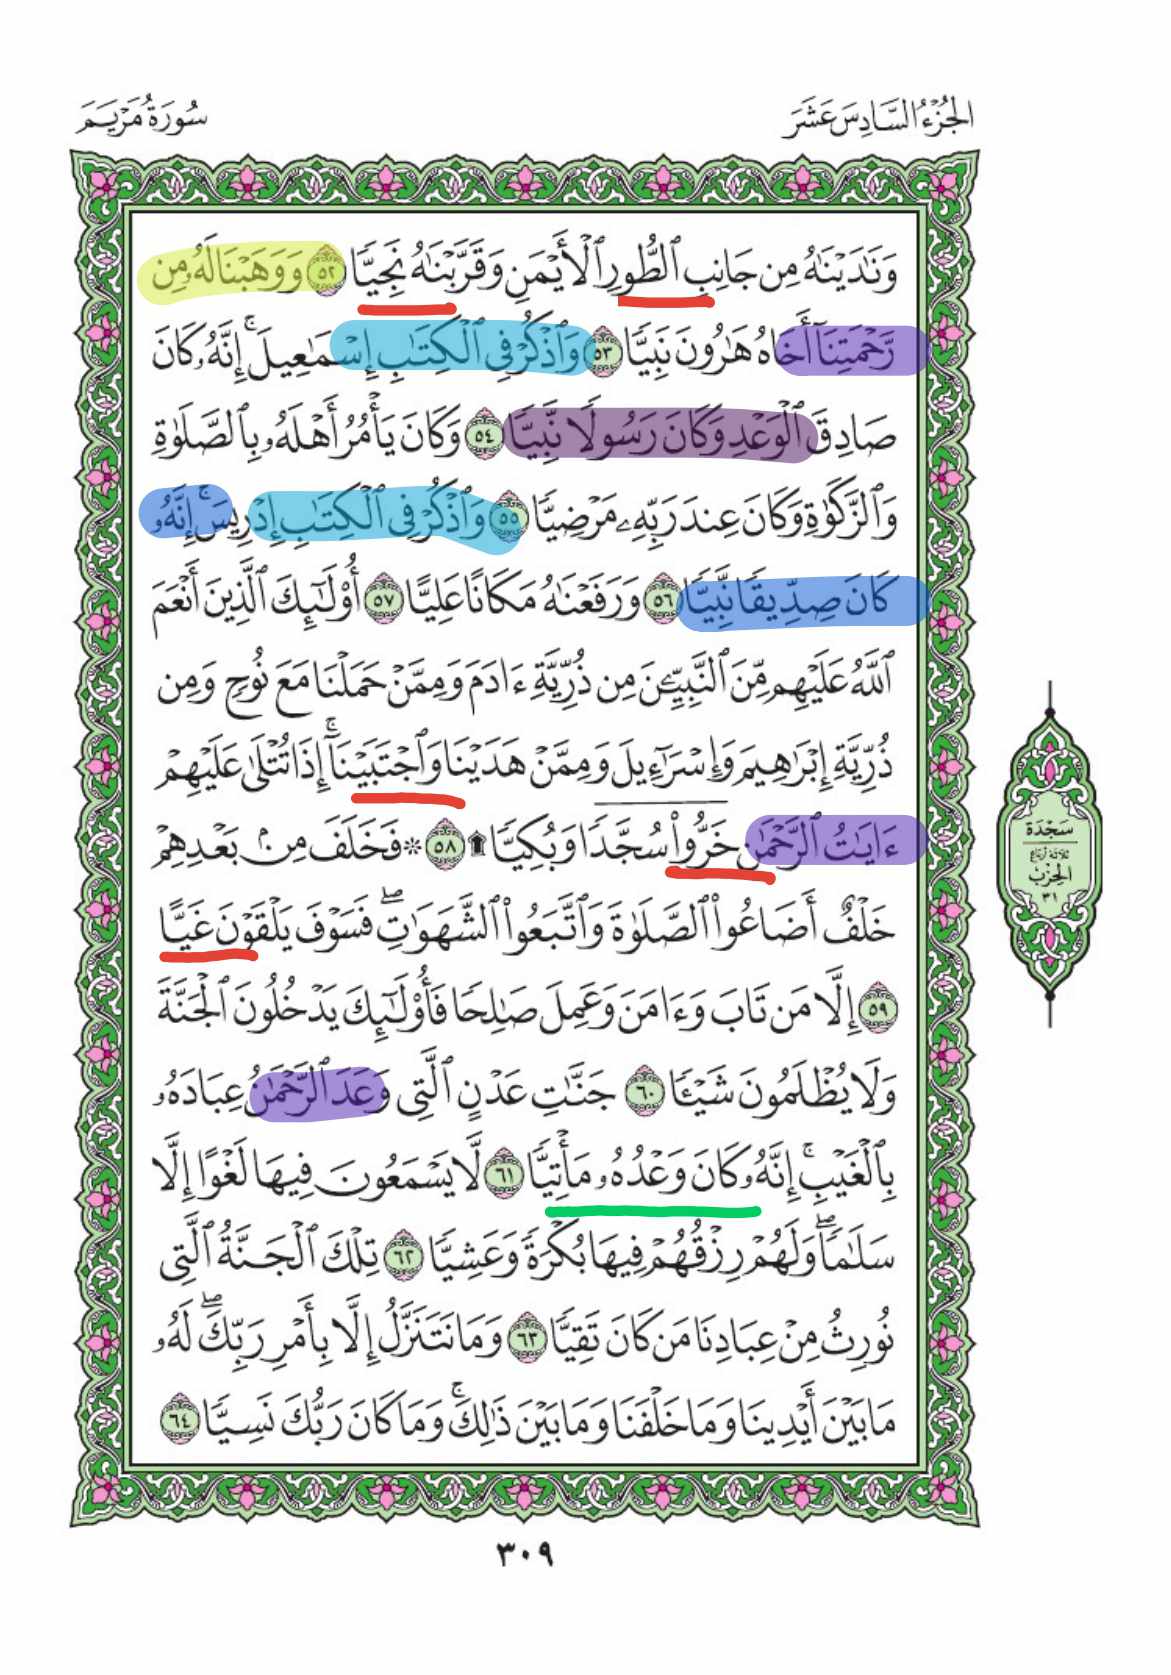 الجُزْءُ السَّادِسَ عَشَرَ
سُورَةُ مَرْيَمَ
وَنَٰدَيْنَٰهُ مِن جَانِبِ ٱلطُّورِ ٱلْأَيْمَنِ وَقَرَّبْنَٰهُ نَجِيًّا ٥٢ وَوَهَبْنَا لَهُۥ مِن
رَّحْمَتِنَآ أَخَاهُ هَٰرُونَ نَبِيًّا ٥٣ وَٱذْكُرْ فِى ٱلْكِتَٰبِ إِسْمَٰعِيلَ ۚ إِنَّهُۥ كَانَ
صَادِقَ ٱلْوَعْدِ وَكَانَ رَسُولًا نَّبِيًّا ٥٤ وَكَانَ يَأْمُرُ أَهْلَهُۥ بِٱلصَّلَوٰةِ
وَٱلزَّكَوٰةِ وَكَانَ عِندَ رَبِّهِۦ مَرْضِيًّا ٥٥ وَٱذْكُرْ فِى ٱلْكِتَٰبِ إِدْرِيسَ ۚ إِنَّهُۥ
كَانَ صِدِّيقًا نَّبِيًّا ٥٦ وَرَفَعْنَٰهُ مَكَانًا عَلِيًّا ٥٧ أُو۟لَٰٓئِكَ ٱلَّذِينَ أَنْعَمَ
ٱللَّهُ عَلَيْهِم مِّنَ ٱلنَّبِيِّـۧنَ مِن ذُرِّيَّةِ ءَادَمَ وَمِمَّنْ حَمَلْنَا مَعَ نُوحٍ وَمِن
ذُرِّيَّةِ إِبْرَٰهِيمَ وَإِسْرَٰٓءِيلَ وَمِمَّنْ هَدَيْنَا وَٱجْتَبَيْنَآ ۚ إِذَا تُتْلَىٰ عَلَيْهِمْ
ءَايَٰتُ ٱلرَّحْمَٰنِ خَرُّوا۟ سُجَّدًا وَبُكِيًّا ۩ ٥٨ ۞ فَخَلَفَ مِنۢ بَعْدِهِمْ
خَلْفٌ أَضَاعُوا۟ ٱلصَّلَوٰةَ وَٱتَّبَعُوا۟ ٱلشَّهَوَٰتِ ۖ فَسَوْفَ يَلْقَوْنَ غَيًّا
٥٩ إِلَّا مَن تَابَ وَءَامَنَ وَعَمِلَ صَٰلِحًا فَأُو۟لَٰٓئِكَ يَدْخُلُونَ ٱلْجَنَّةَ
وَلَا يُظْلَمُونَ شَيْـًٔا ٦٠ جَنَّٰتِ عَدْنٍ ٱلَّتِى وَعَدَ ٱلرَّحْمَٰنُ عِبَادَهُۥ
بِٱلْغَيْبِ ۚ إِنَّهُۥ كَانَ وَعْدُهُۥ مَأْتِيًّا ٦١ لَّا يَسْمَعُونَ فِيهَا لَغْوًا إِلَّا
سَلَٰمًا ۖ وَلَهُمْ رِزْقُهُمْ فِيهَا بُكْرَةً وَعَشِيًّا ٦٢ تِلْكَ ٱلْجَنَّةُ ٱلَّتِى
نُورِثُ مِنْ عِبَادِنَا مَن كَانَ تَقِيًّا ٦٣ وَمَا نَتَنَزَّلُ إِلَّا بِأَمْرِ رَبِّكَ ۖ لَهُۥ
مَا بَيْنَ أَيْدِينَا وَمَا خَلْفَنَا وَمَا بَيْنَ ذَٰلِكَ ۚ وَمَا كَانَ رَبُّكَ نَسِيًّا ٦٤
سَجْدَة
ثلاثة أرباع
الحِزب
٣١
٣٠٩